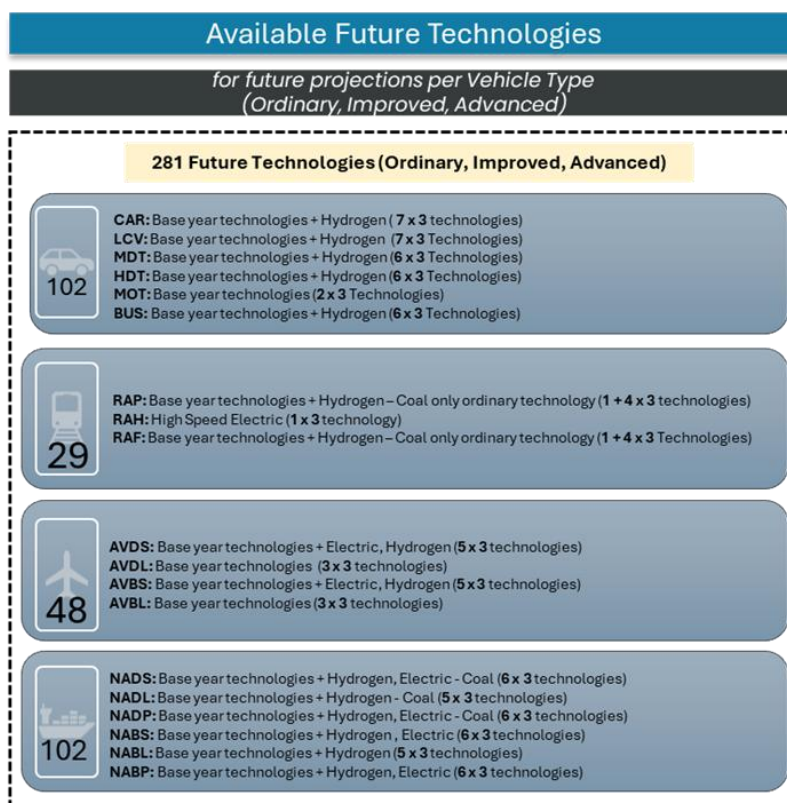 Available Future Technologies
for future projections per Vehicle Type
(Ordinary, Improved, Advanced)
281 Future Technologies (Ordinary, Improved, Advanced)
102
CAR: Base year technologies + Hydrogen ( 7 x 3 technologies)
LCV: Base year technologies + Hydrogen (7 x 3 Technologies)
MDT: Base year technologies + Hydrogen (6 x 3 Technologies)
HDT: Base year technologies + Hydrogen (6 x 3 Technologies)
MOT: Base year technologies (2 x 3 Technologies)
BUS: Base year technologies + Hydrogen (6 x 3 Technologies)
29
RAP: Base year technologies + Hydrogen – Coal only ordinary technology (1 + 4 x 3 technologies)
RAH: High Speed Electric (1 x 3 technology)
RAF: Base year technologies + Hydrogen – Coal only ordinary technology (1 + 4 x 3 Technologies)
48
AVDS: Base year technologies + Electric, Hydrogen (5 x 3 technologies)
AVDL: Base year technologies (3 x 3 technologies)
AVBS: Base year technologies + Electric, Hydrogen (5 x 3 technologies)
AVBL: Base year technologies (3 x 3 technologies)
102
NADS: Base year technologies + Hydrogen, Electric - Coal (6 x 3 technologies)
NADL: Base year technologies + Hydrogen - Coal (5 x 3 technologies)
NADP: Base year technologies + Hydrogen, Electric - Coal (6 x 3 technologies)
NABS: Base year technologies + Hydrogen , Electric (6 x 3 technologies)
NABL: Base year technologies + Hydrogen (5 x 3 technologies)
NABP: Base year technologies + Hydrogen, Electric (6 x 3 technologies)